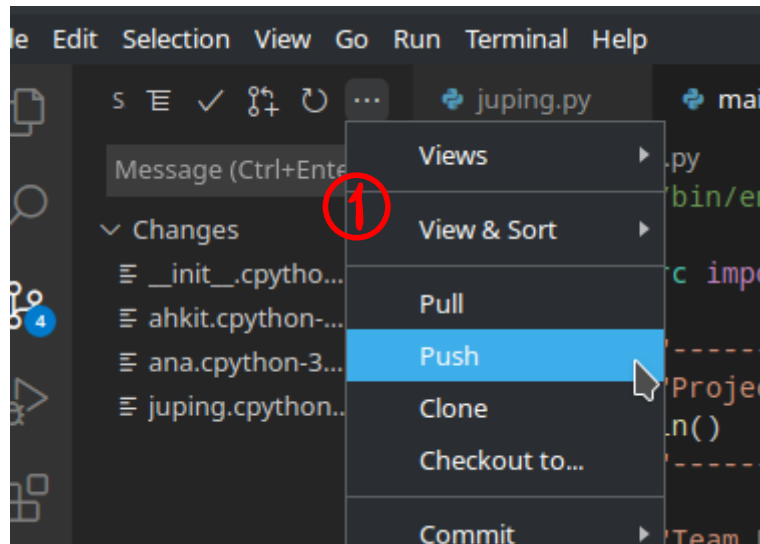 le Edit Selection View Go Run Terminal Help
S ... juping.py mai
Message (Ctrl+Ente
Views
.py
1
/bin/en
Changes
View & Sort
__init__.cpytho...
rc impo
Pull
ahkit.cpython-...
4
Push
'-----
ana.cpython-3...
'Projec
juping.cpython...
Clone
.n()
Checkout to...
'-----
Commit
'Team